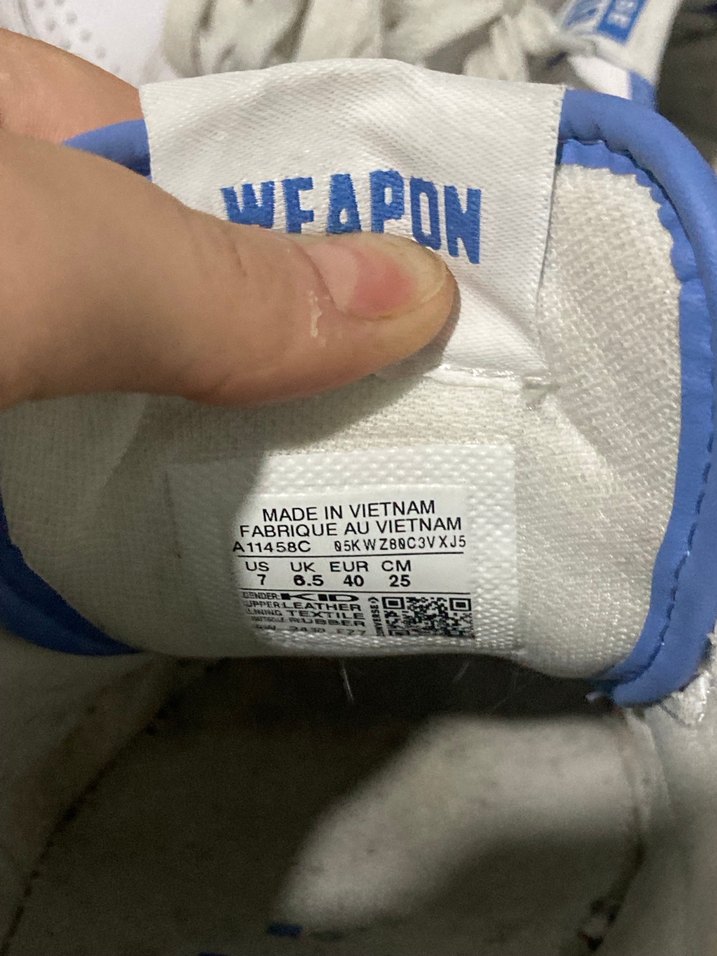 WEAPON
MADE IN VIETNAM
FABRIQUE AU VIETNAM
A11458C 05KWZ80C3VXJ5
US UK EUR CM
7 6.5 40 25
GENDER: KID
UPPER: LEATHER
LINING TEXTILE
OUTSOLE RUBBER
CONVERSE